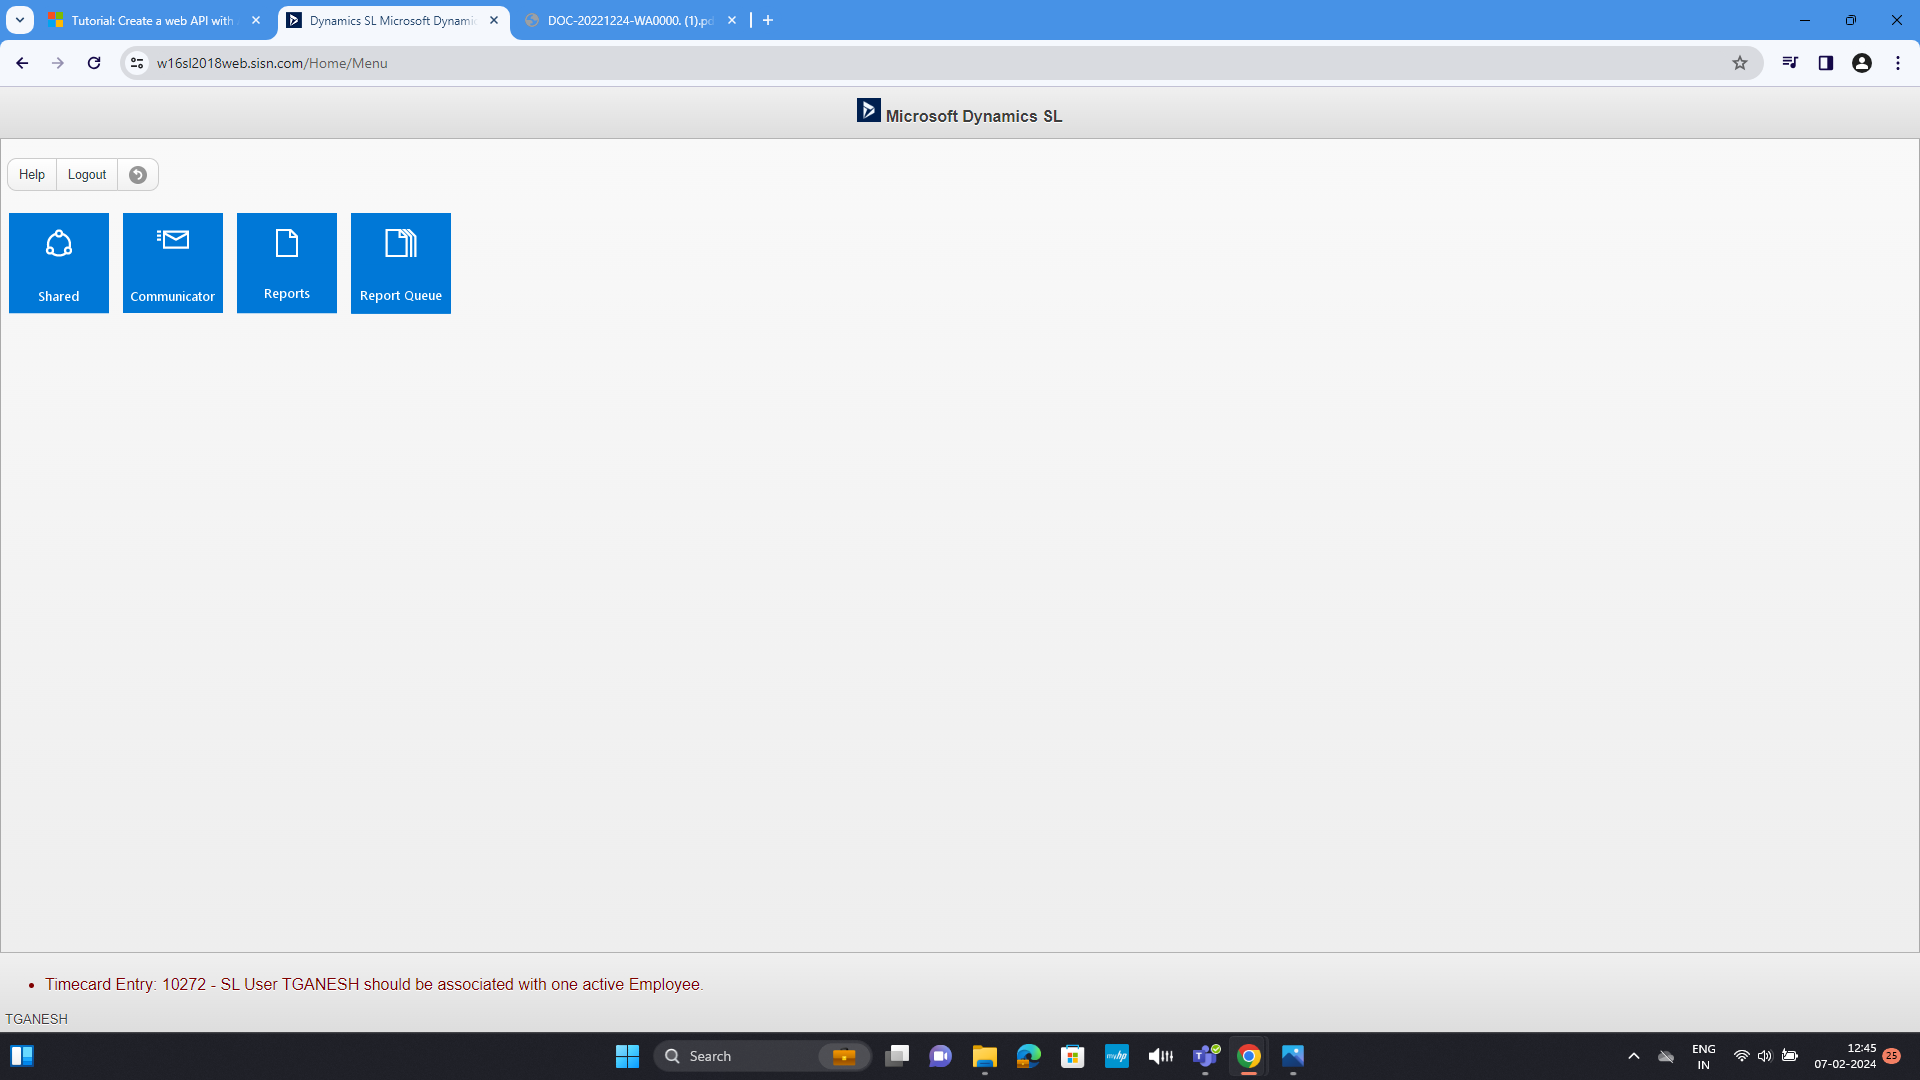 Tutorial: Create a web API with
Dynamics SL Microsoft Dynamic
DOC-20221224-WA0000. (1).pd
w16sl2018web.sisn.com/Home/Menu
Microsoft Dynamics SL
Help
Logout
Shared
Communicator
Reports
Report Queue
Timecard Entry: 10272 - SL User TGANESH should be associated with one active Employee.
TGANESH
Search
myhp
ENG
IN
12:45
07-02-2024
25